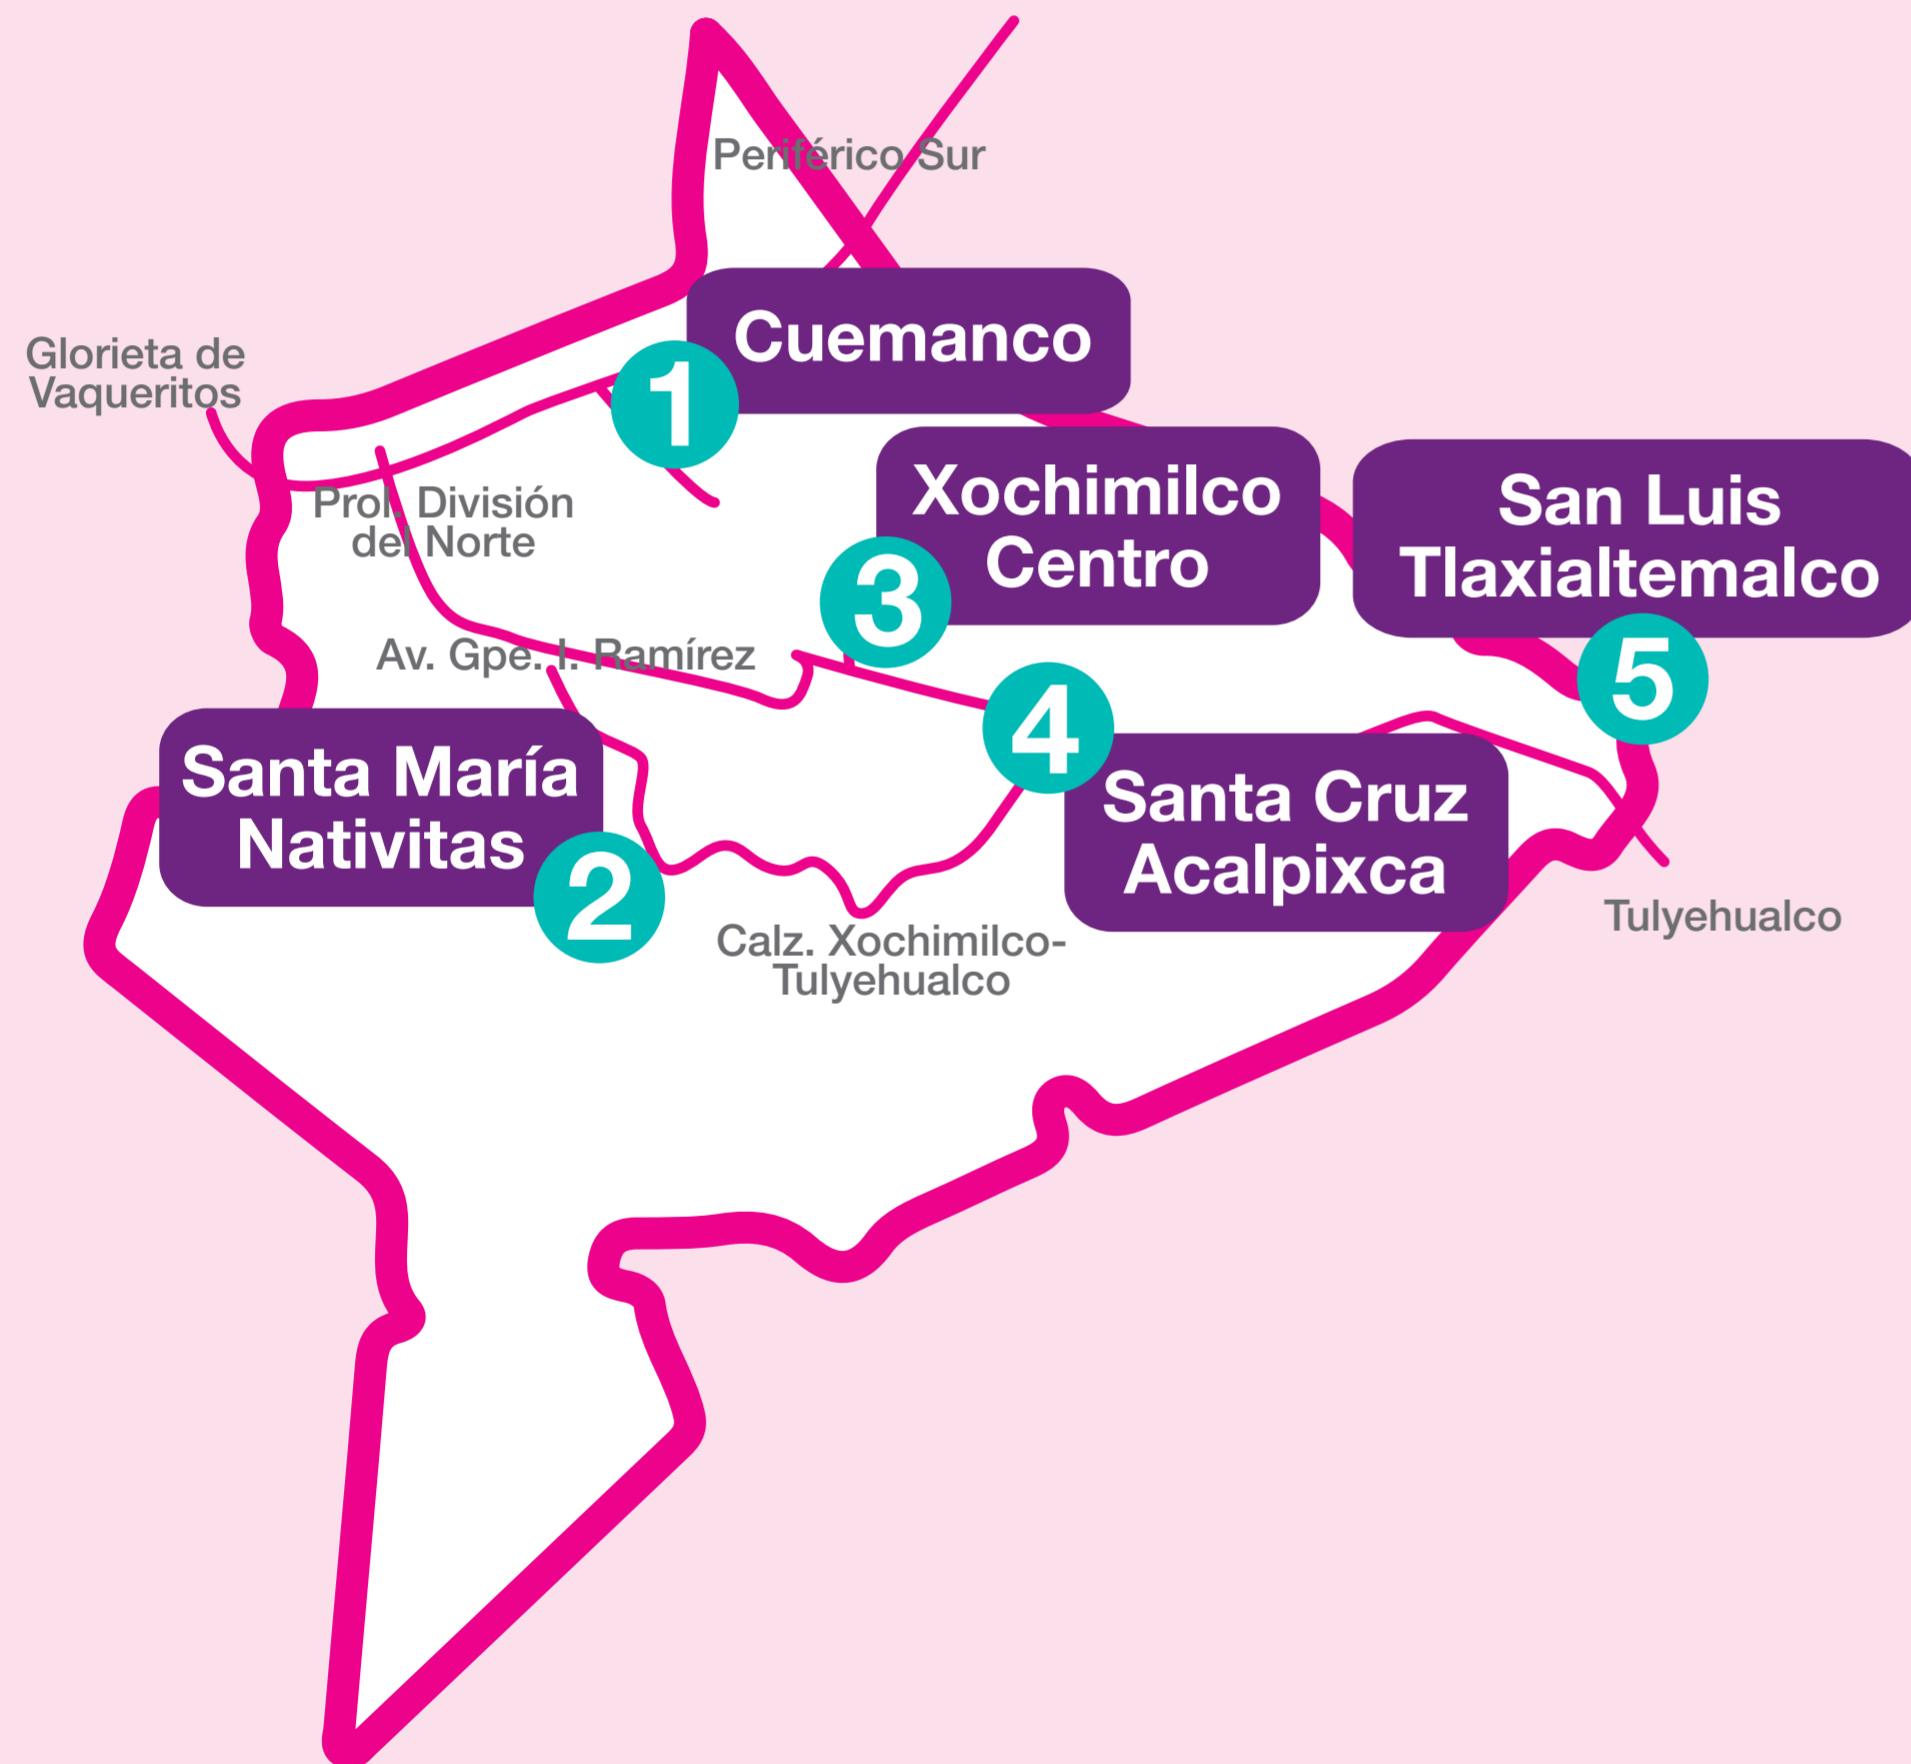 Periférico Sur
Cuemanco
1
Glorieta de
Vaqueritos
Prol. División
del Norte
Xochimilco
Centro
3
San Luis
Tlaxialtemalco
5
Av. Gpe. I. Ramírez
4
Santa María
Nativitas
2
Santa Cruz
Acalpixca
Calz. Xochimilco-
Tulyehualco
Tulyehualco